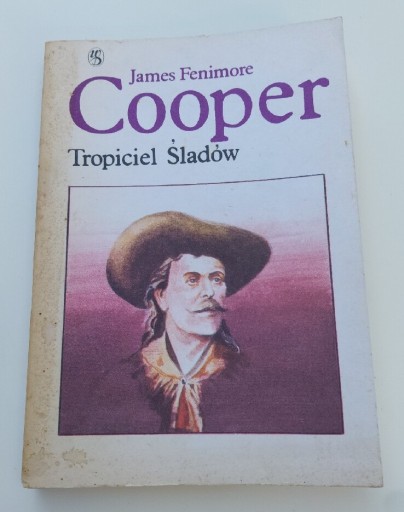 James Fenimore
Cooper
Tropiciel Śladów